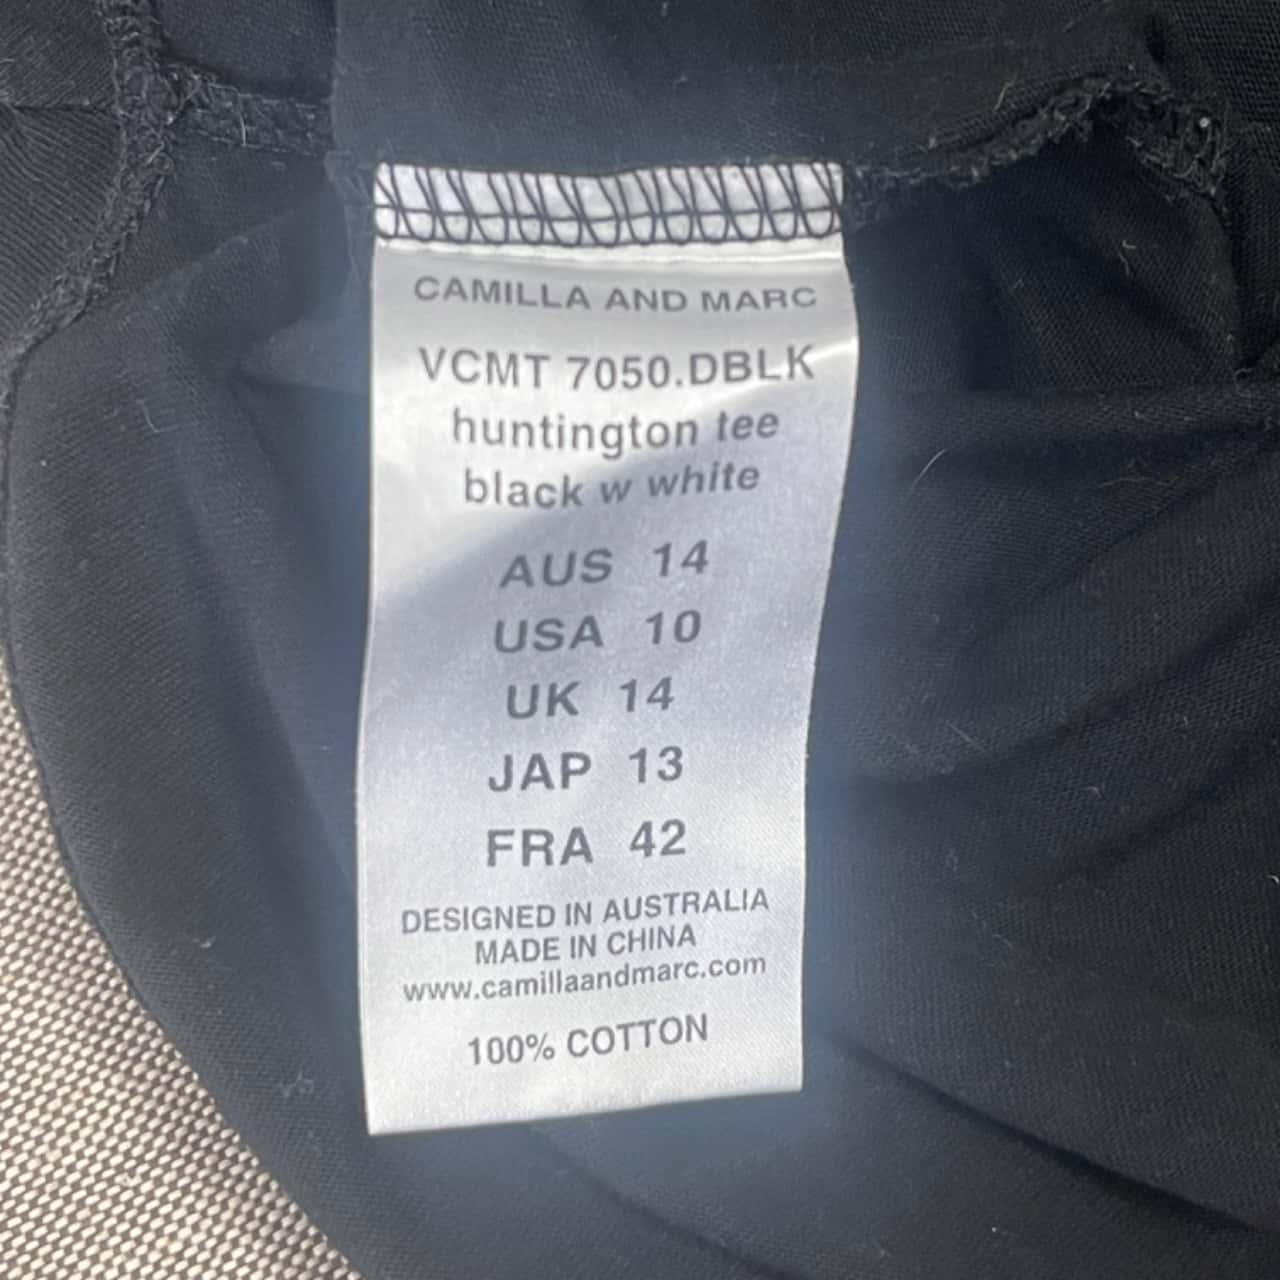 CAMILLA AND MARC
VCMT 7050.DBLK
huntington tee
black w white
AUS 14
USA 10
UK 14
JAP 13
FRA 42
DESIGNED IN AUSTRALIA
MADE IN CHINA
www.camillaandmarc.com
100% COTTON